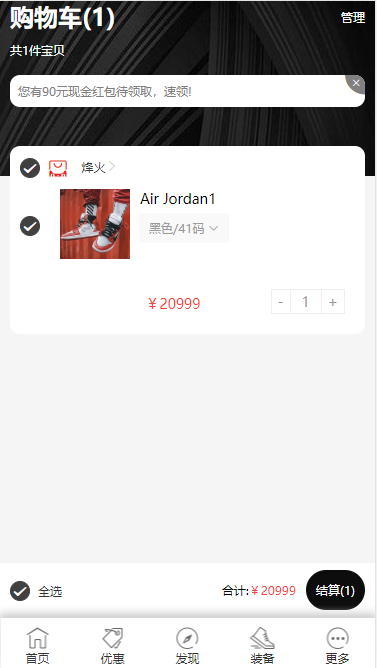 购物车(1)
管理
共1件宝贝
您有90元现金红包待领取，速领!
烽火
Air Jordan1
黑色/41码
￥20999
- 1 +
全选
合计:￥20999
结算(1)
首页 优惠 发现 装备 更多